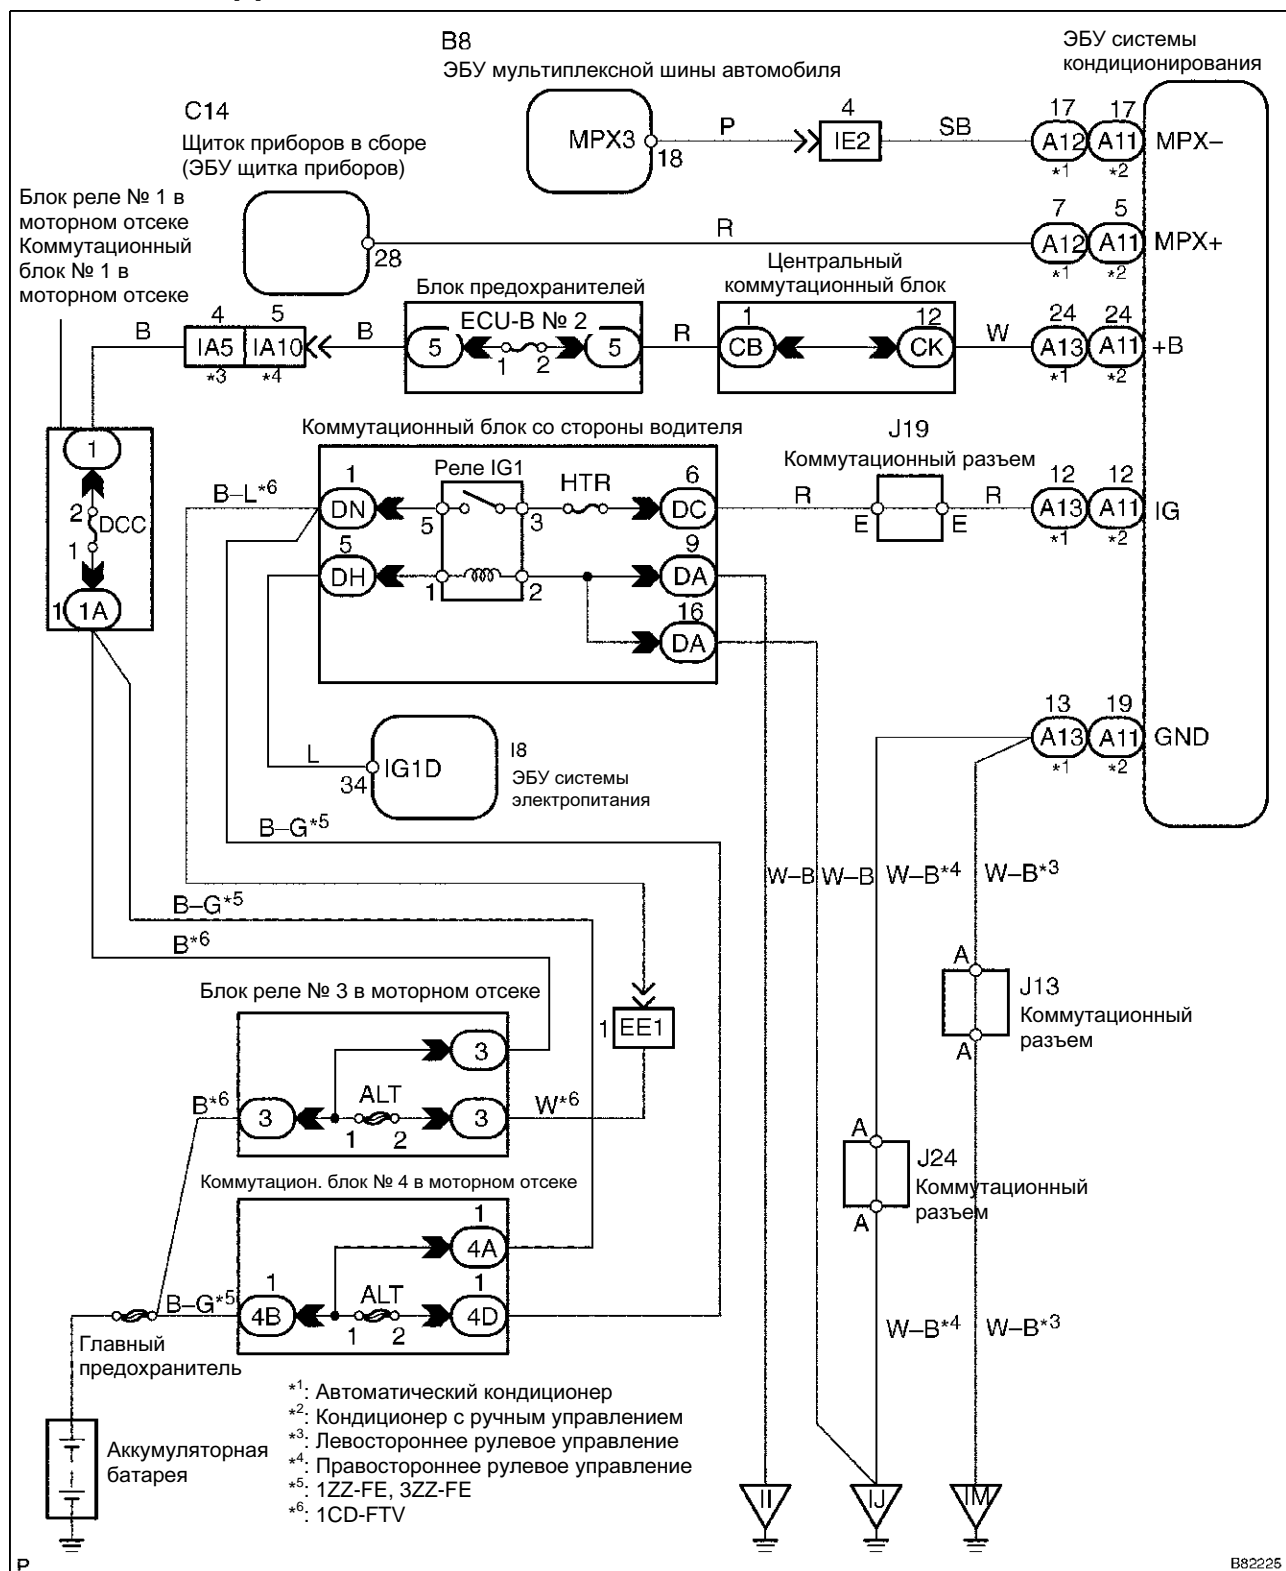 B8
ЭБУ мультиплексной шины автомобиля
ЭБУ системы
кондиционирования
C14
Щиток приборов в сборе
(ЭБУ щитка приборов)
MPX3
18
P
4
IE2
SB
17
17
A12
A11
*1
*2
MPX–
Блок реле № 1 в
моторном отсеке
Коммутационный
блок № 1 в
моторном отсеке
28
R
7
5
A12
A11
*1
*2
MPX+
Блок предохранителей
Центральный
коммутационный блок
B
4
5
IA5
IA10
*3
*4
B
ECU-B № 2
5
1
2
5
R
1
CB
12
CK
W
24
24
A13
A11
*1
*2
+B
Коммутационный блок со стороны водителя
J19
Коммутационный разъем
1
2
DCC
1
1
1A
B–L*6
1
DN
Реле IG1
5
3
HTR
6
DC
R
E
E
R
12
12
A13
A11
*1
*2
IG
5
DH
1
2
9
DA
16
DA
13
19
A13
A11
*1
*2
GND
L
34
IG1D
I8
ЭБУ системы
электропитания
B–G*5
W–B
W–B
W–B*4
W–B*3
B–G*5
B*6
Блок реле № 3 в моторном отсеке
1
EE1
A
A
J13
Коммутационный
разъем
3
B*6
3
ALT
1
2
3
W*6
A
A
J24
Коммутационный
разъем
Коммутацион. блок № 4 в моторном отсеке
1
4A
B–G*5
1
4B
ALT
1
2
1
4D
W–B*4
W–B*3
Главный
предохранитель
Аккумуляторная
батарея
*1: Автоматический кондиционер
*2: Кондиционер с ручным управлением
*3: Левостороннее рулевое управление
*4: Правостороннее рулевое управление
*5: 1ZZ-FE, 3ZZ-FE
*6: 1CD-FTV
II
IJ
IM
P
B82225